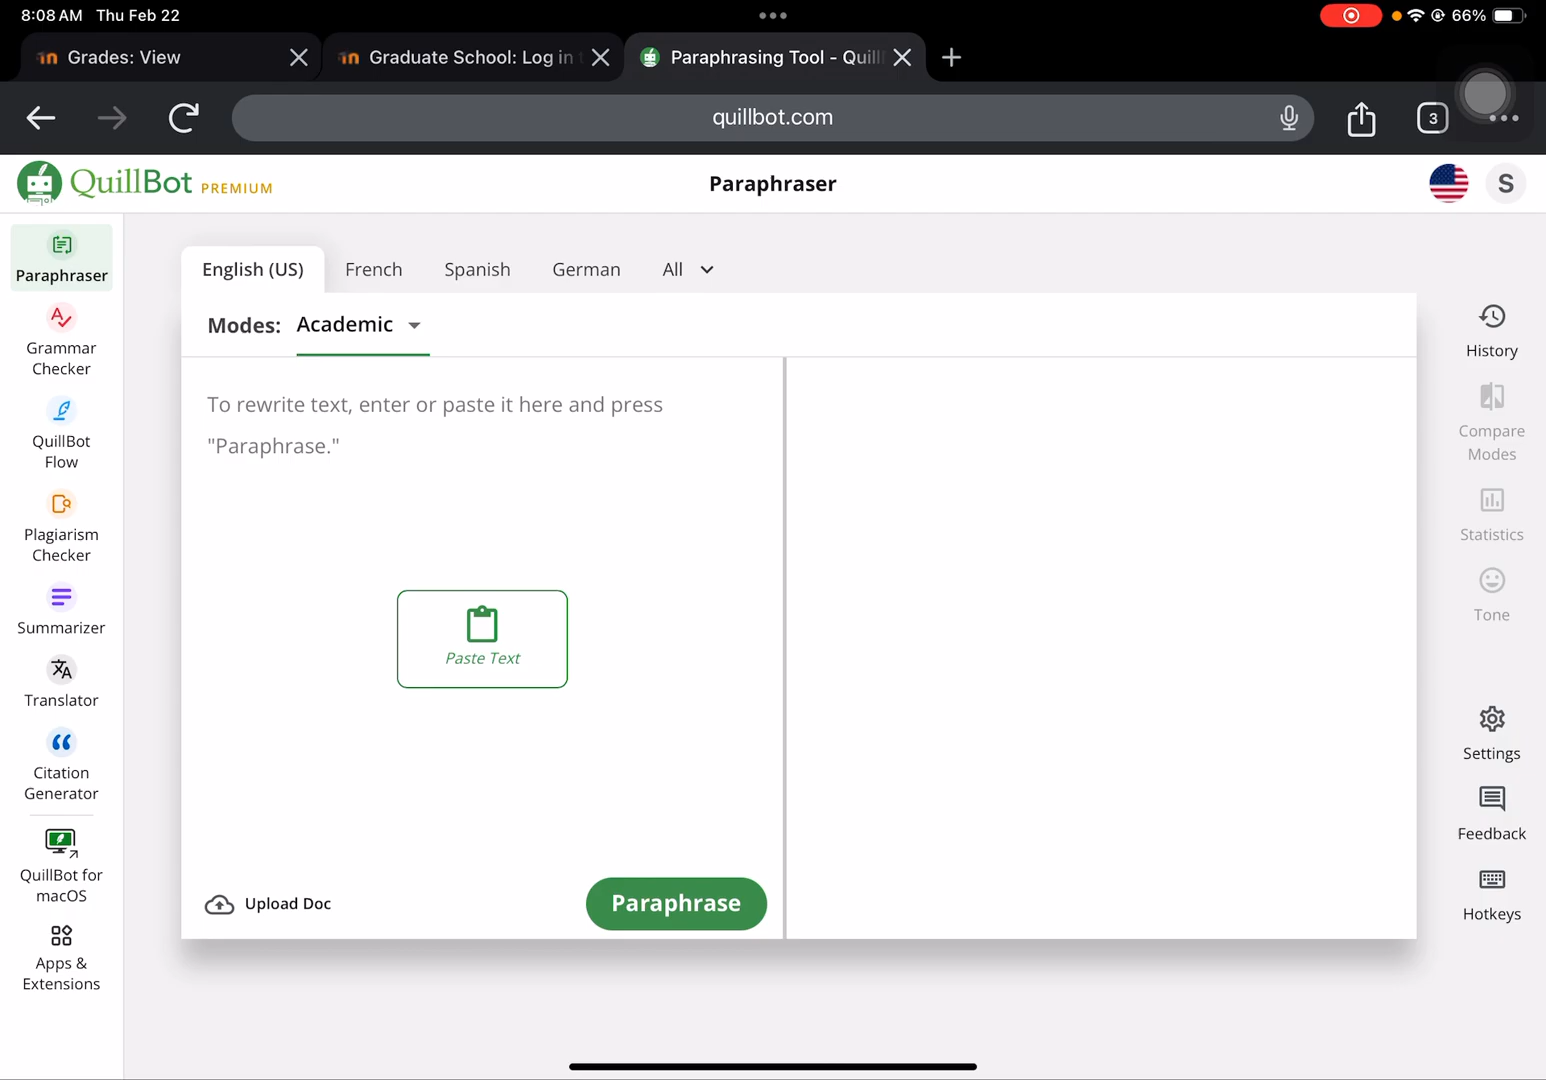 8:08 AM Thu Feb 22
66%
Grades: View
Graduate School: Log in
Paraphrasing Tool - Quill
quillbot.com
3
QuillBot PREMIUM
Paraphraser
S
Paraphraser
Grammar
Checker
QuillBot
Flow
Plagiarism
Checker
Summarizer
Translator
Citation
Generator
QuillBot for
macOS
Apps &
Extensions
English (US) French Spanish German All
Modes: Academic
To rewrite text, enter or paste it here and press
"Paraphrase."
Paste Text
Upload Doc
Paraphrase
History
Compare
Modes
Statistics
Tone
Settings
Feedback
Hotkeys